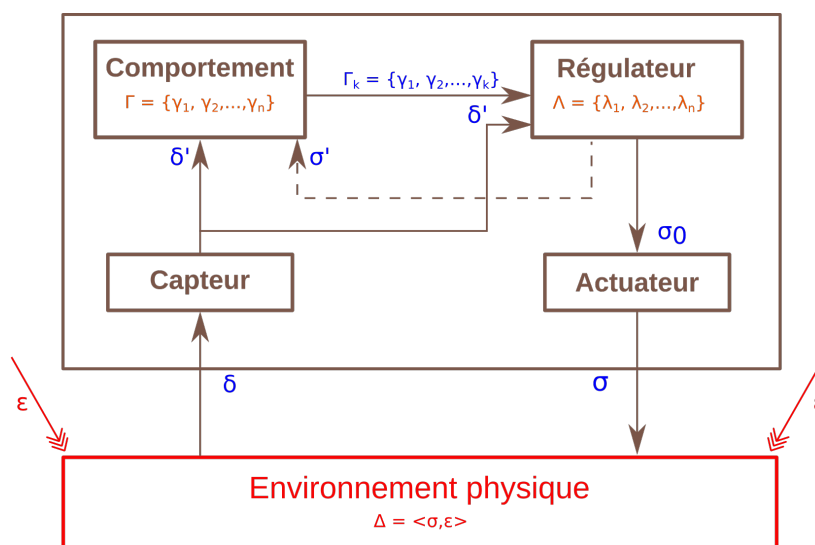 Comportement
Γ = {γ₁, γ₂,...,γₙ}
Γₖ = {γ₁, γ₂,...,γₖ}
Régulateur
Λ = {λ₁, λ₂,...,λₙ}
δ'
δ'
σ'
σ0
Capteur
Actuateur
δ
σ
ε
Environnement physique
Δ = <σ,ε>